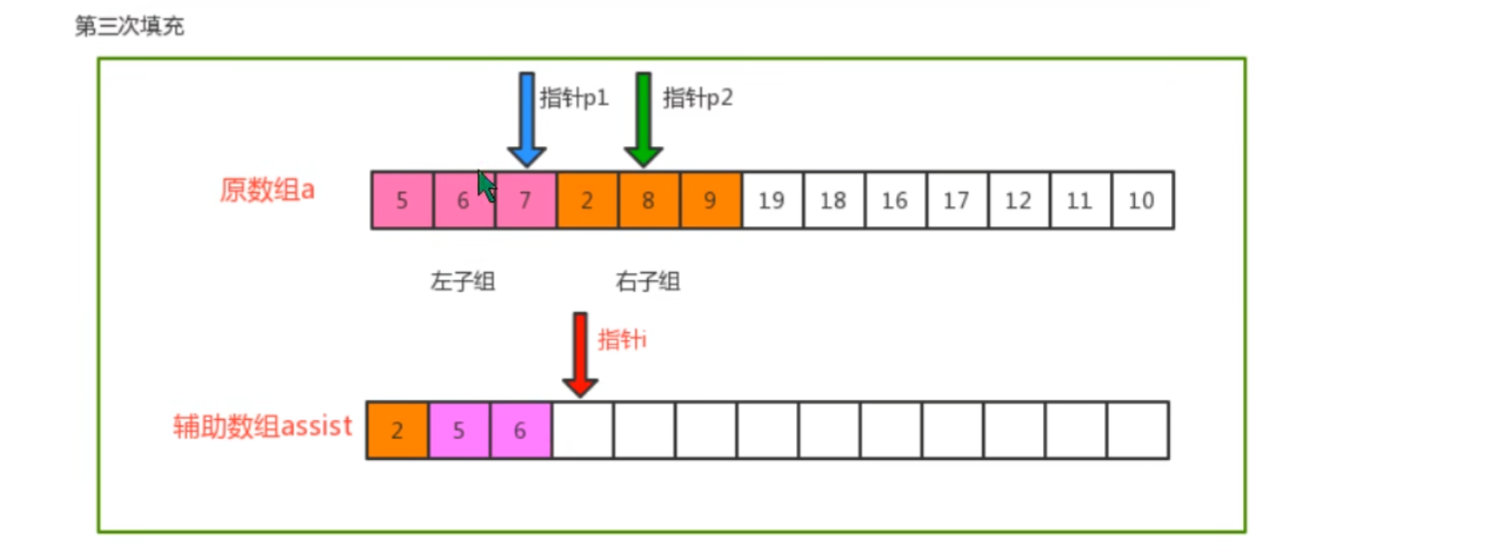 第三次填充
指针p1 指针p2
原数组a 5 6 7 2 8 9 19 18 16 17 12 11 10
左子组 右子组
指针i
辅助数组assist 2 5 6